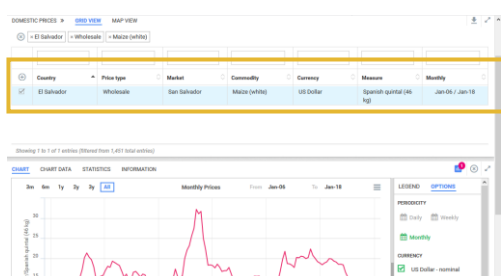 DOMESTIC PRICES > GRID VIEW MAP VIEW
× El Salvador × Wholesale × Maize (white)
Country Price type Market Commodity Currency Measure Monthly
El Salvador Wholesale San Salvador Maize (white) US Dollar Spanish quintal (46 kg) Jan-06 / Jan-18
Showing 1 to 1 of 1 entries (filtered from 1,451 total entries)
CHART CHART DATA STATISTICS INFORMATION
3m 6m 1y 2y 3y All Monthly Prices From Jan-06 To Jan-18
LEGEND OPTIONS
PERIODICITY
Daily Weekly
Monthly
CURRENCY
US Dollar - nominal
30
25
20
15
(Spanish quintal (46 kg))